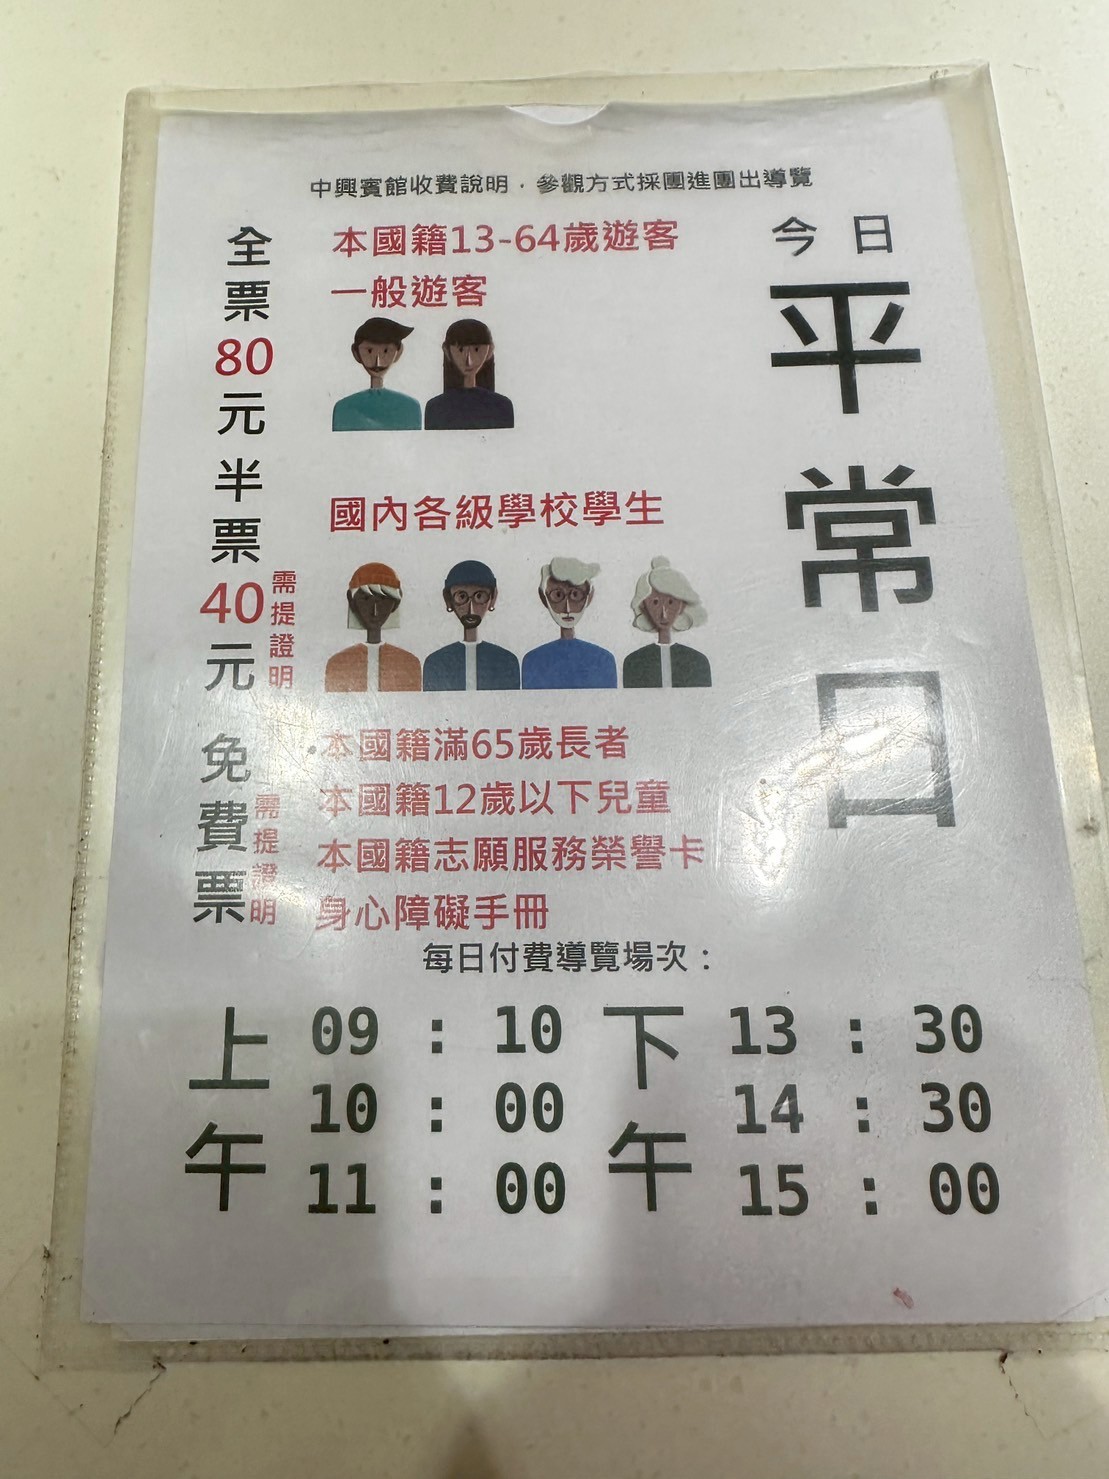 中興賓館收費說明．參觀方式採團進團出導覽
今日
平常日
全票80元
本國籍13-64歲遊客
一般遊客
半票40元
需提證明
國內各級學校學生
免費票
需提證明
本國籍滿65歲長者
本國籍12歲以下兒童
本國籍志願服務榮譽卡
身心障礙手冊
每日付費導覽場次：
上午
09 : 10
10 : 00
11 : 00
下午
13 : 30
14 : 30
15 : 00